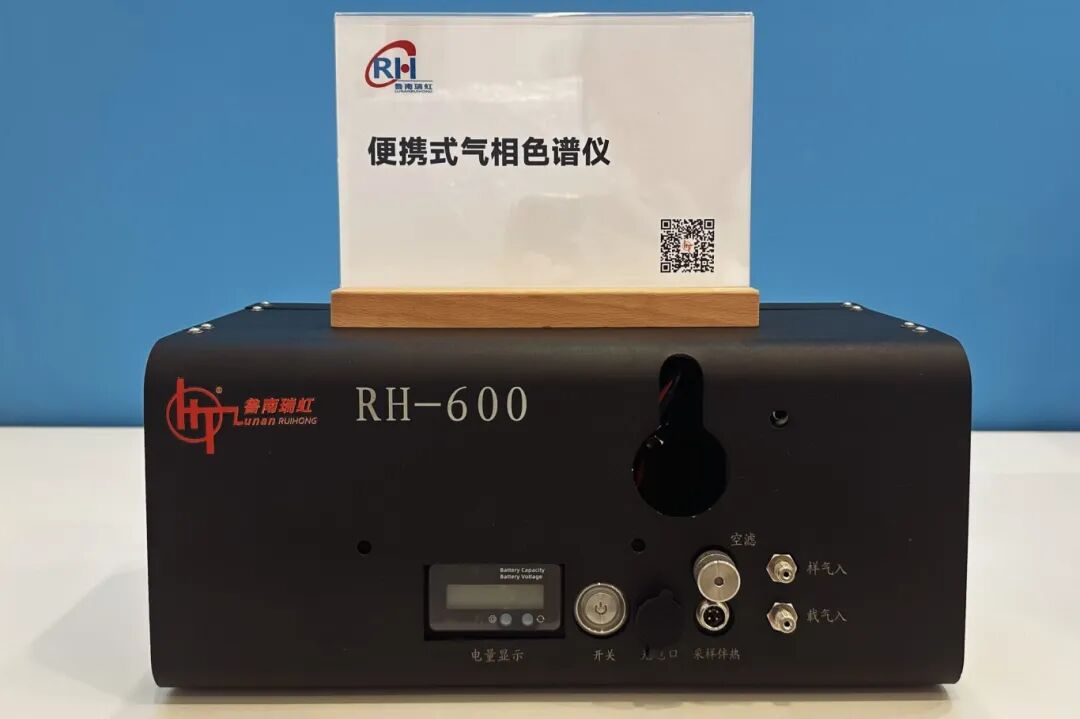 RH
鲁南瑞虹
LUNANRUIHONG
便携式气相色谱仪
鲁南瑞虹
Lunan RUIHONG
RH-600
空滤
Battery Capacity
Battery Voltage
样气入
载气入
电量显示
开关
采样伴热